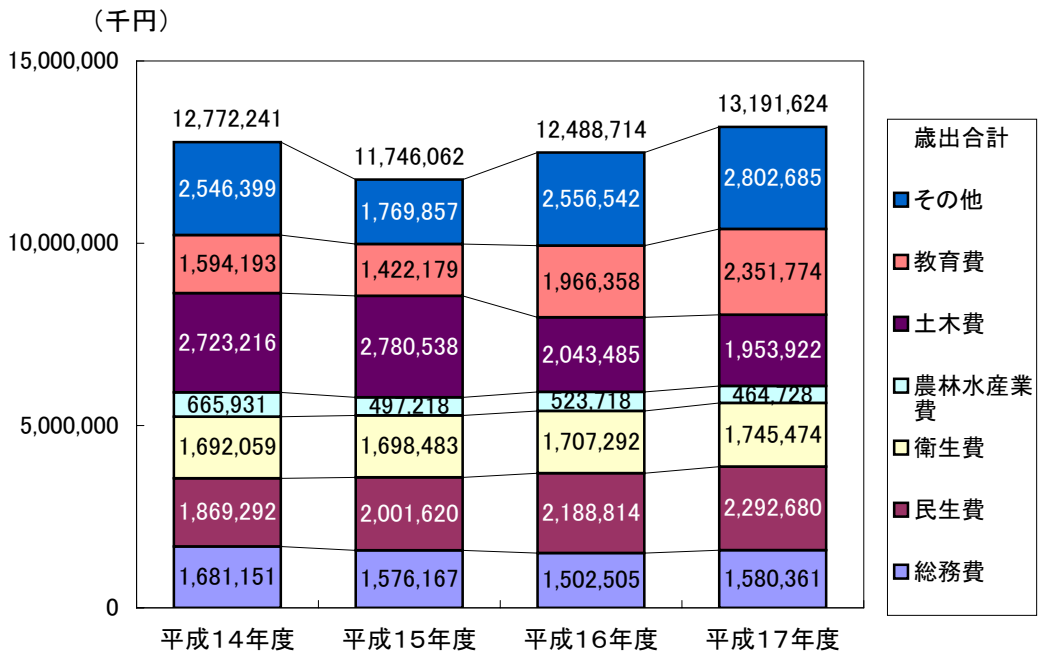 （千円）
15,000,000
10,000,000
5,000,000
0
12,772,241
2,546,399
1,594,193
2,723,216
665,931
1,692,059
1,869,292
1,681,151
平成14年度
11,746,062
1,769,857
1,422,179
2,780,538
497,218
1,698,483
2,001,620
1,576,167
平成15年度
12,488,714
2,556,542
1,966,358
2,043,485
523,718
1,707,292
2,188,814
1,502,505
平成16年度
13,191,624
2,802,685
2,351,774
1,953,922
464,728
1,745,474
2,292,680
1,580,361
平成17年度
歳出合計
その他
教育費
土木費
農林水産業
費
衛生費
民生費
総務費